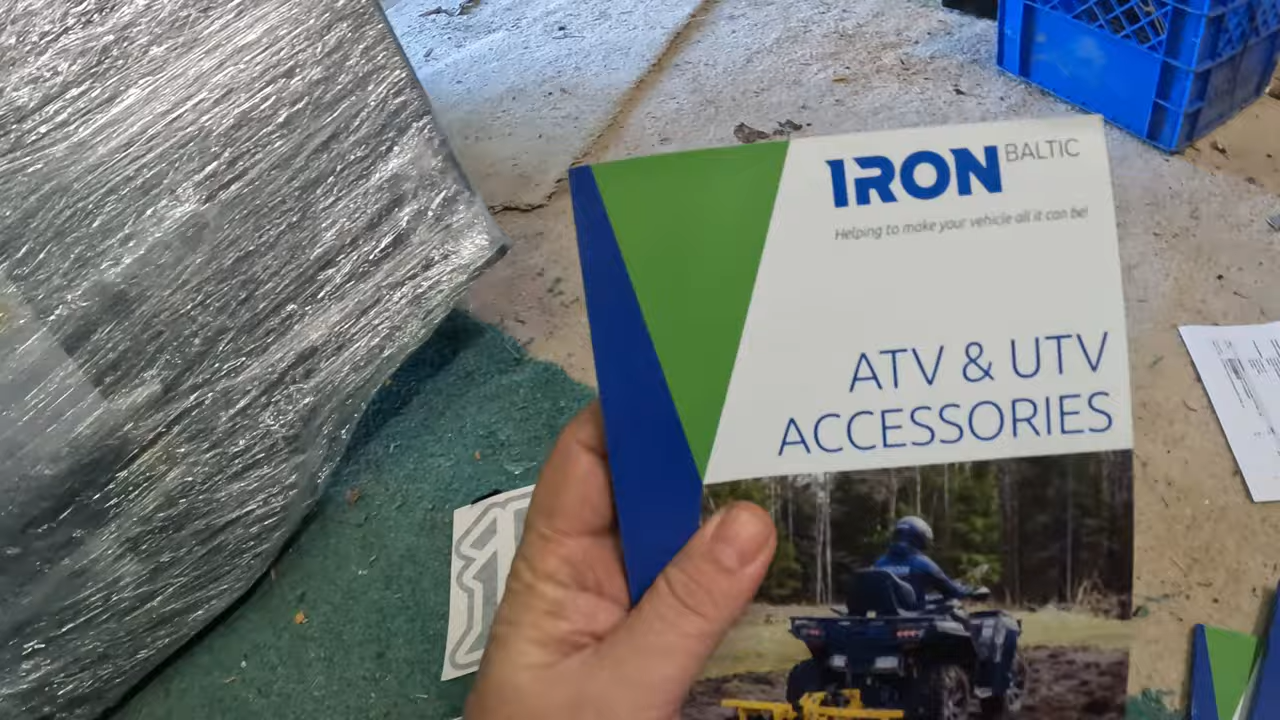 IRON BALTIC
Helping to make your vehicle all it can be!
ATV & UTV
ACCESSORIES